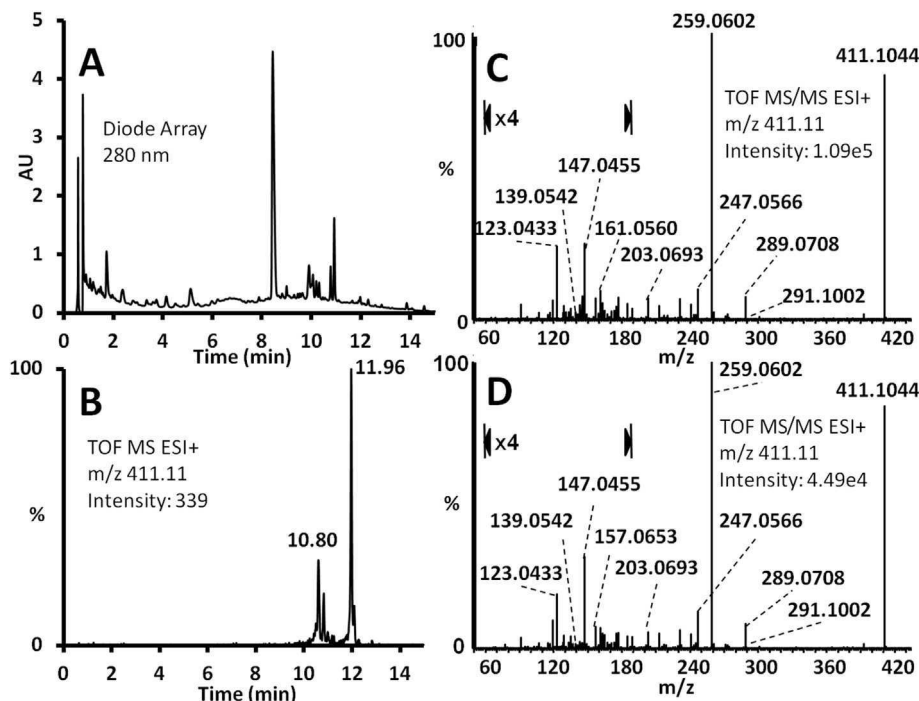 A
Diode Array
280 nm
5
4
3
2
1
0
AU
0 2 4 6 8 10 12 14
Time (min)
B
TOF MS ESI+
m/z 411.11
Intensity: 339
100
%
0
11.96
10.80
0 2 4 6 8 10 12 14
Time (min)
C
100
%
0
x4
259.0602
411.1044
TOF MS/MS ESI+
m/z 411.11
Intensity: 1.09e5
147.0455
139.0542
123.0433
161.0560
203.0693
247.0566
289.0708
291.1002
60 120 180 240 300 360 420
m/z
D
100
%
0
x4
259.0602
411.1044
TOF MS/MS ESI+
m/z 411.11
Intensity: 4.49e4
147.0455
139.0542
157.0653
123.0433
203.0693
247.0566
289.0708
291.1002
60 120 180 240 300 360 420
m/z